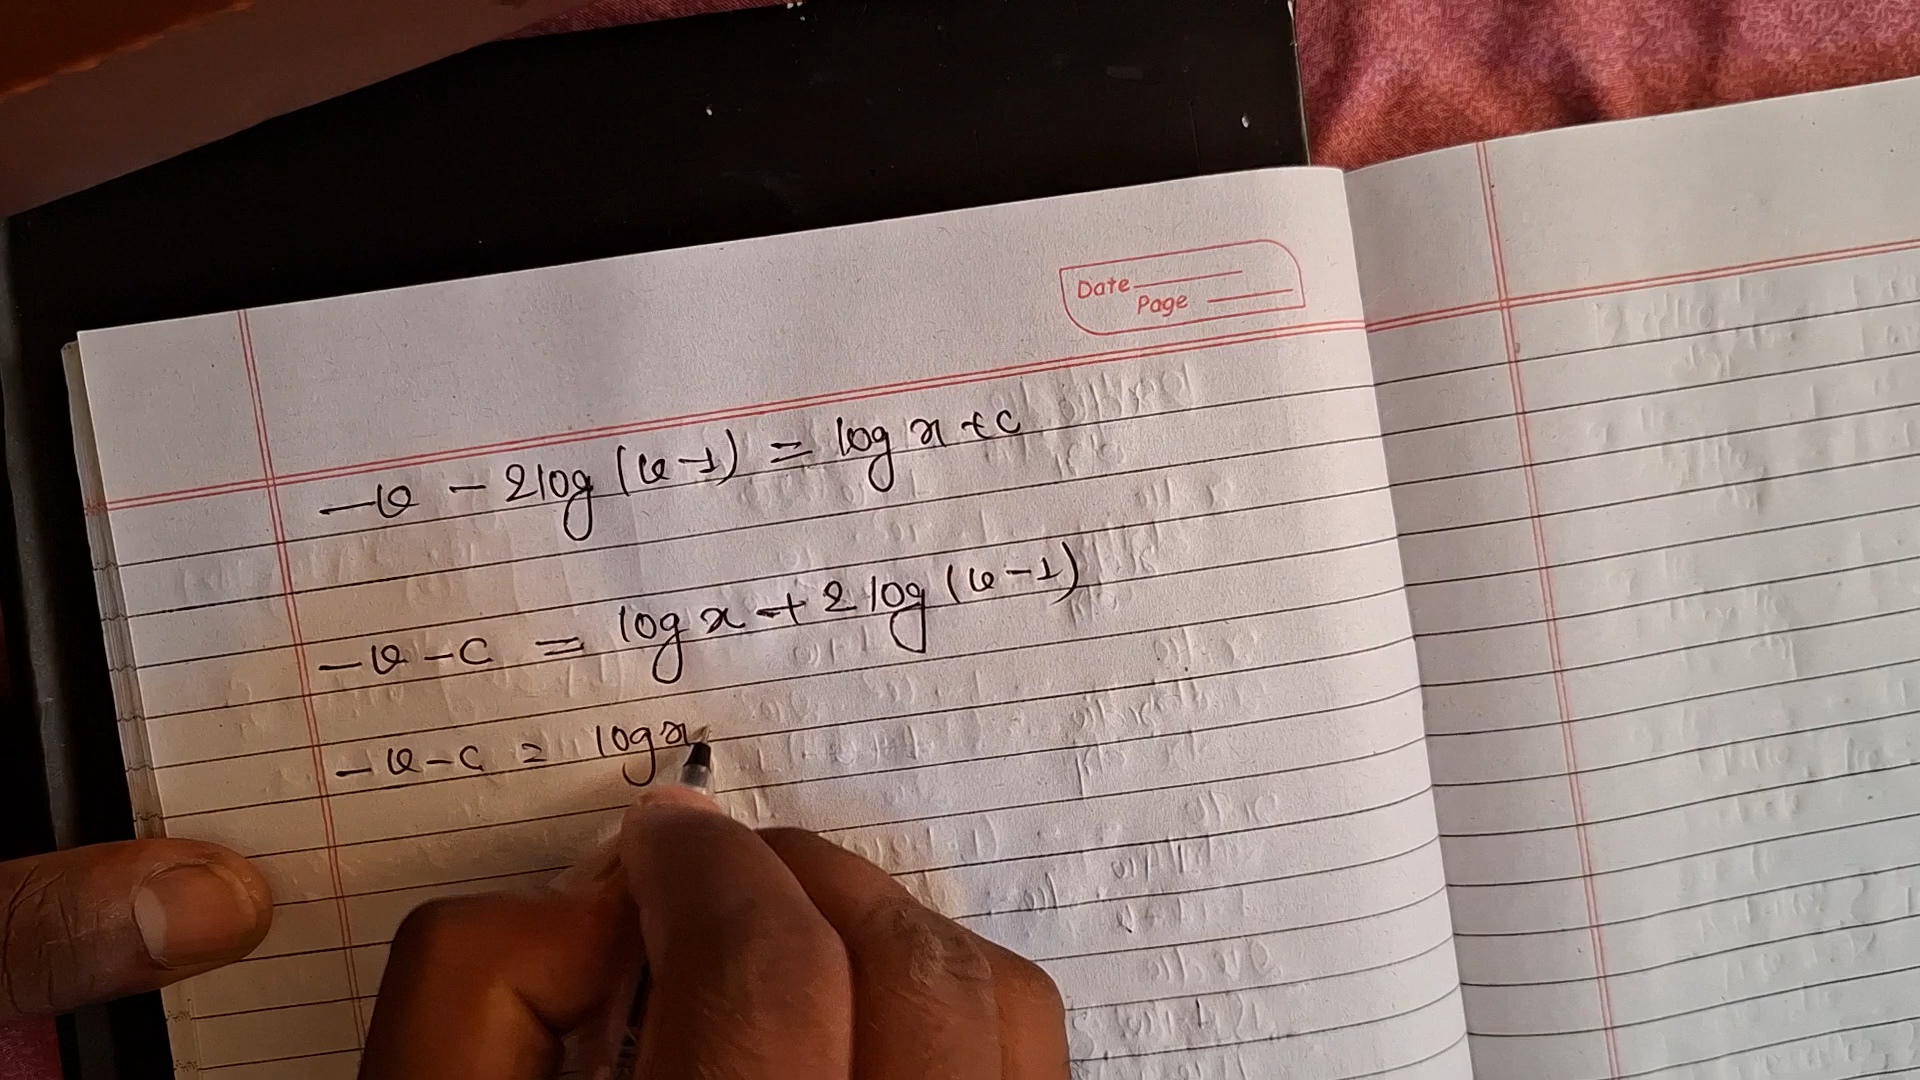 Date
Page
-v - 2log (v-1) = log x + c
-v - c = log x + 2 log (v-1)
-v-c = log x